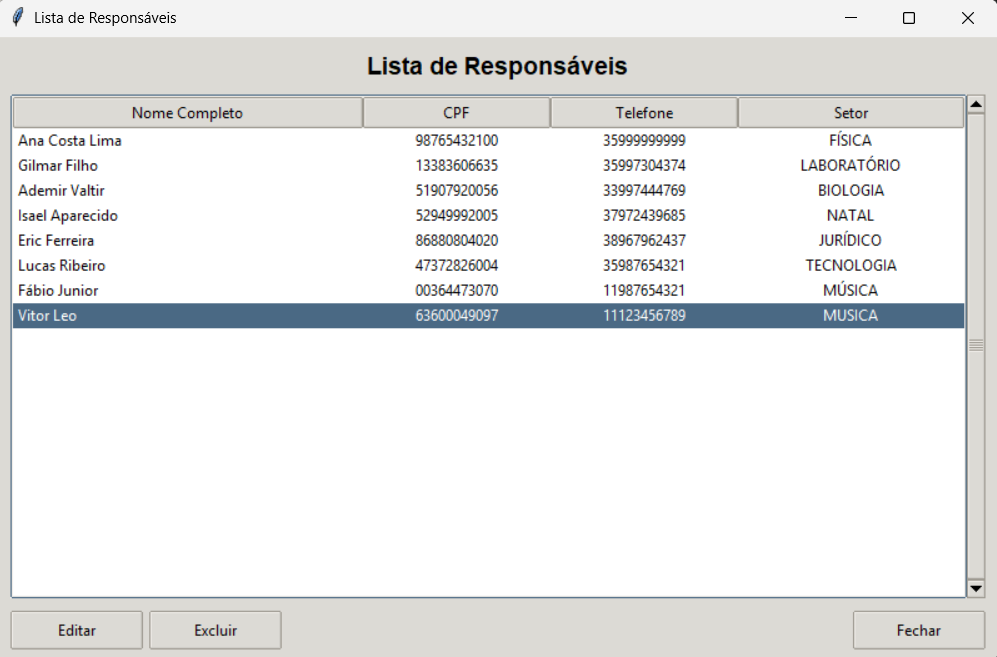 Lista de Responsáveis
Lista de Responsáveis
Nome Completo CPF Telefone Setor
Ana Costa Lima 98765432100 35999999999 FÍSICA
Gilmar Filho 13383606635 35997304374 LABORATÓRIO
Ademir Valtir 51907920056 33997444769 BIOLOGIA
Isael Aparecido 52949992005 37972439685 NATAL
Eric Ferreira 86880804020 38967962437 JURÍDICO
Lucas Ribeiro 47372826004 35987654321 TECNOLOGIA
Fábio Junior 00364473070 11987654321 MÚSICA
Vitor Leo 63600049097 11123456789 MUSICA
Editar Excluir Fechar